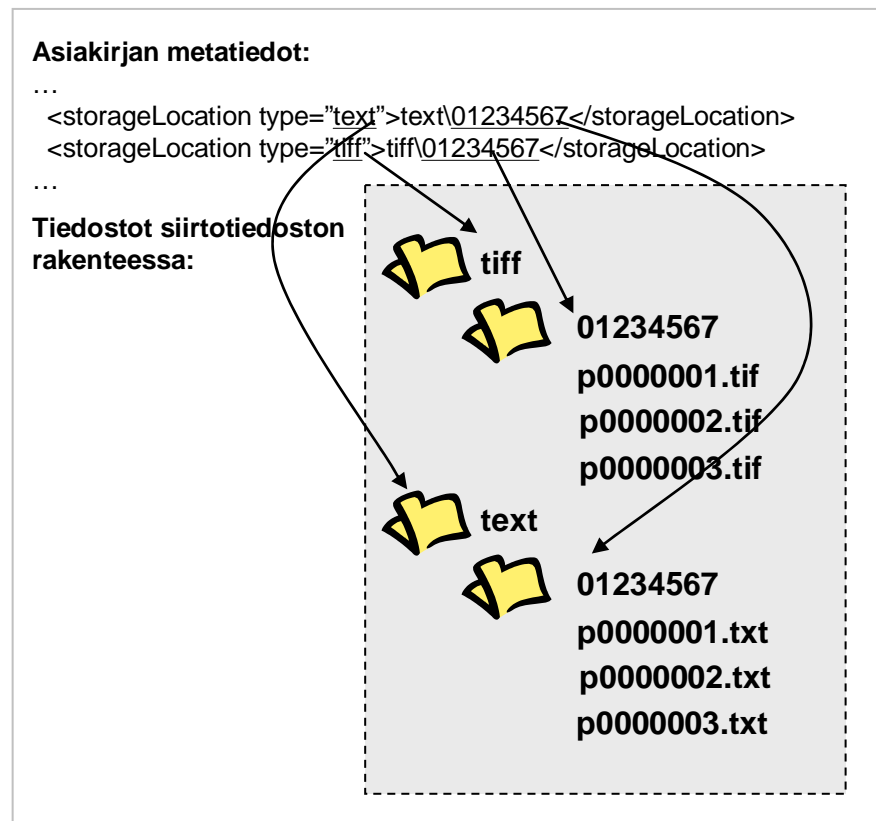 Asiakirjan metatiedot:
…
<storageLocation type=”text”>text\01234567</storageLocation>
<storageLocation type=”tiff”>tiff\01234567</storageLocation>
…
Tiedostot siirtotiedoston
rakenteessa:
tiff
01234567
p0000001.tif
p0000002.tif
p0000003.tif
text
01234567
p0000001.txt
p0000002.txt
p0000003.txt